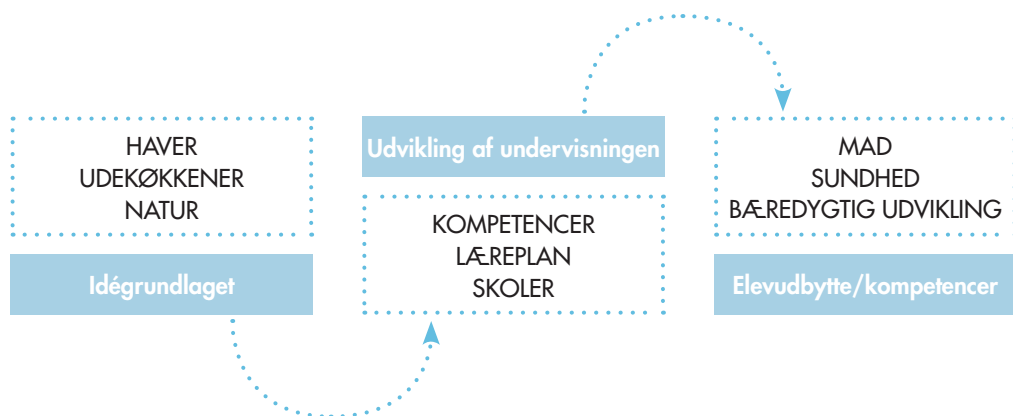 HAVER
UDEKØKKENER
NATUR
Idégrundlaget
Udvikling af undervisningen
KOMPETENCER
LÆREPLAN
SKOLER
MAD
SUNDHED
BÆREDYGTIG UDVIKLING
Elevudbytte/kompetencer